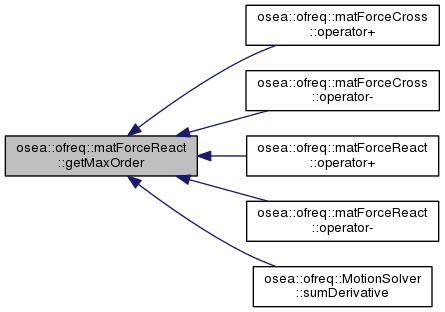 osea::ofreq::matForceCross
::operator+
osea::ofreq::matForceCross
::operator-
osea::ofreq::matForceReact
::getMaxOrder
osea::ofreq::matForceReact
::operator+
osea::ofreq::matForceReact
::operator-
osea::ofreq::MotionSolver
::sumDerivative